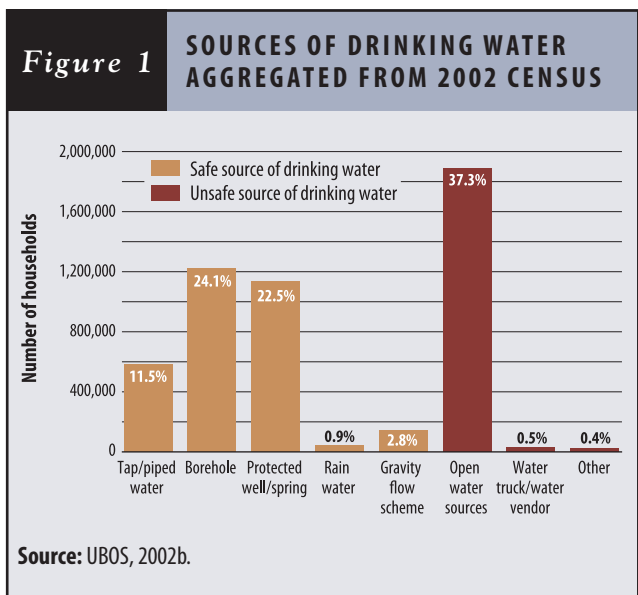 Figure 1
SOURCES OF DRINKING WATER
AGGREGATED FROM 2002 CENSUS
Number of households
2,000,000
1,600,000
1,200,000
800,000
400,000
0
Safe source of drinking water
Unsafe source of drinking water
11.5%
24.1%
22.5%
0.9%
2.8%
37.3%
0.5%
0.4%
Tap/piped
water
Borehole
Protected
well/spring
Rain
water
Gravity
flow
scheme
Open
water
sources
Water
truck/water
vendor
Other
Source: UBOS, 2002b.